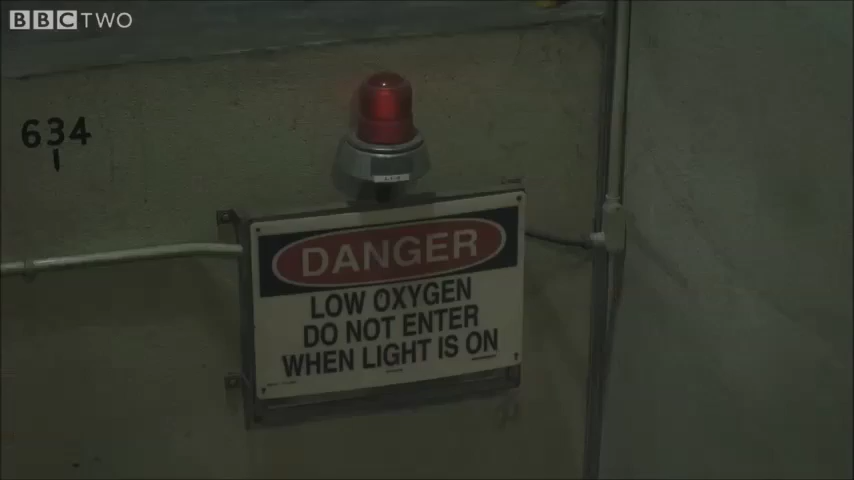 BBC TWO
634
1
DANGER
LOW OXYGEN
DO NOT ENTER
WHEN LIGHT IS ON